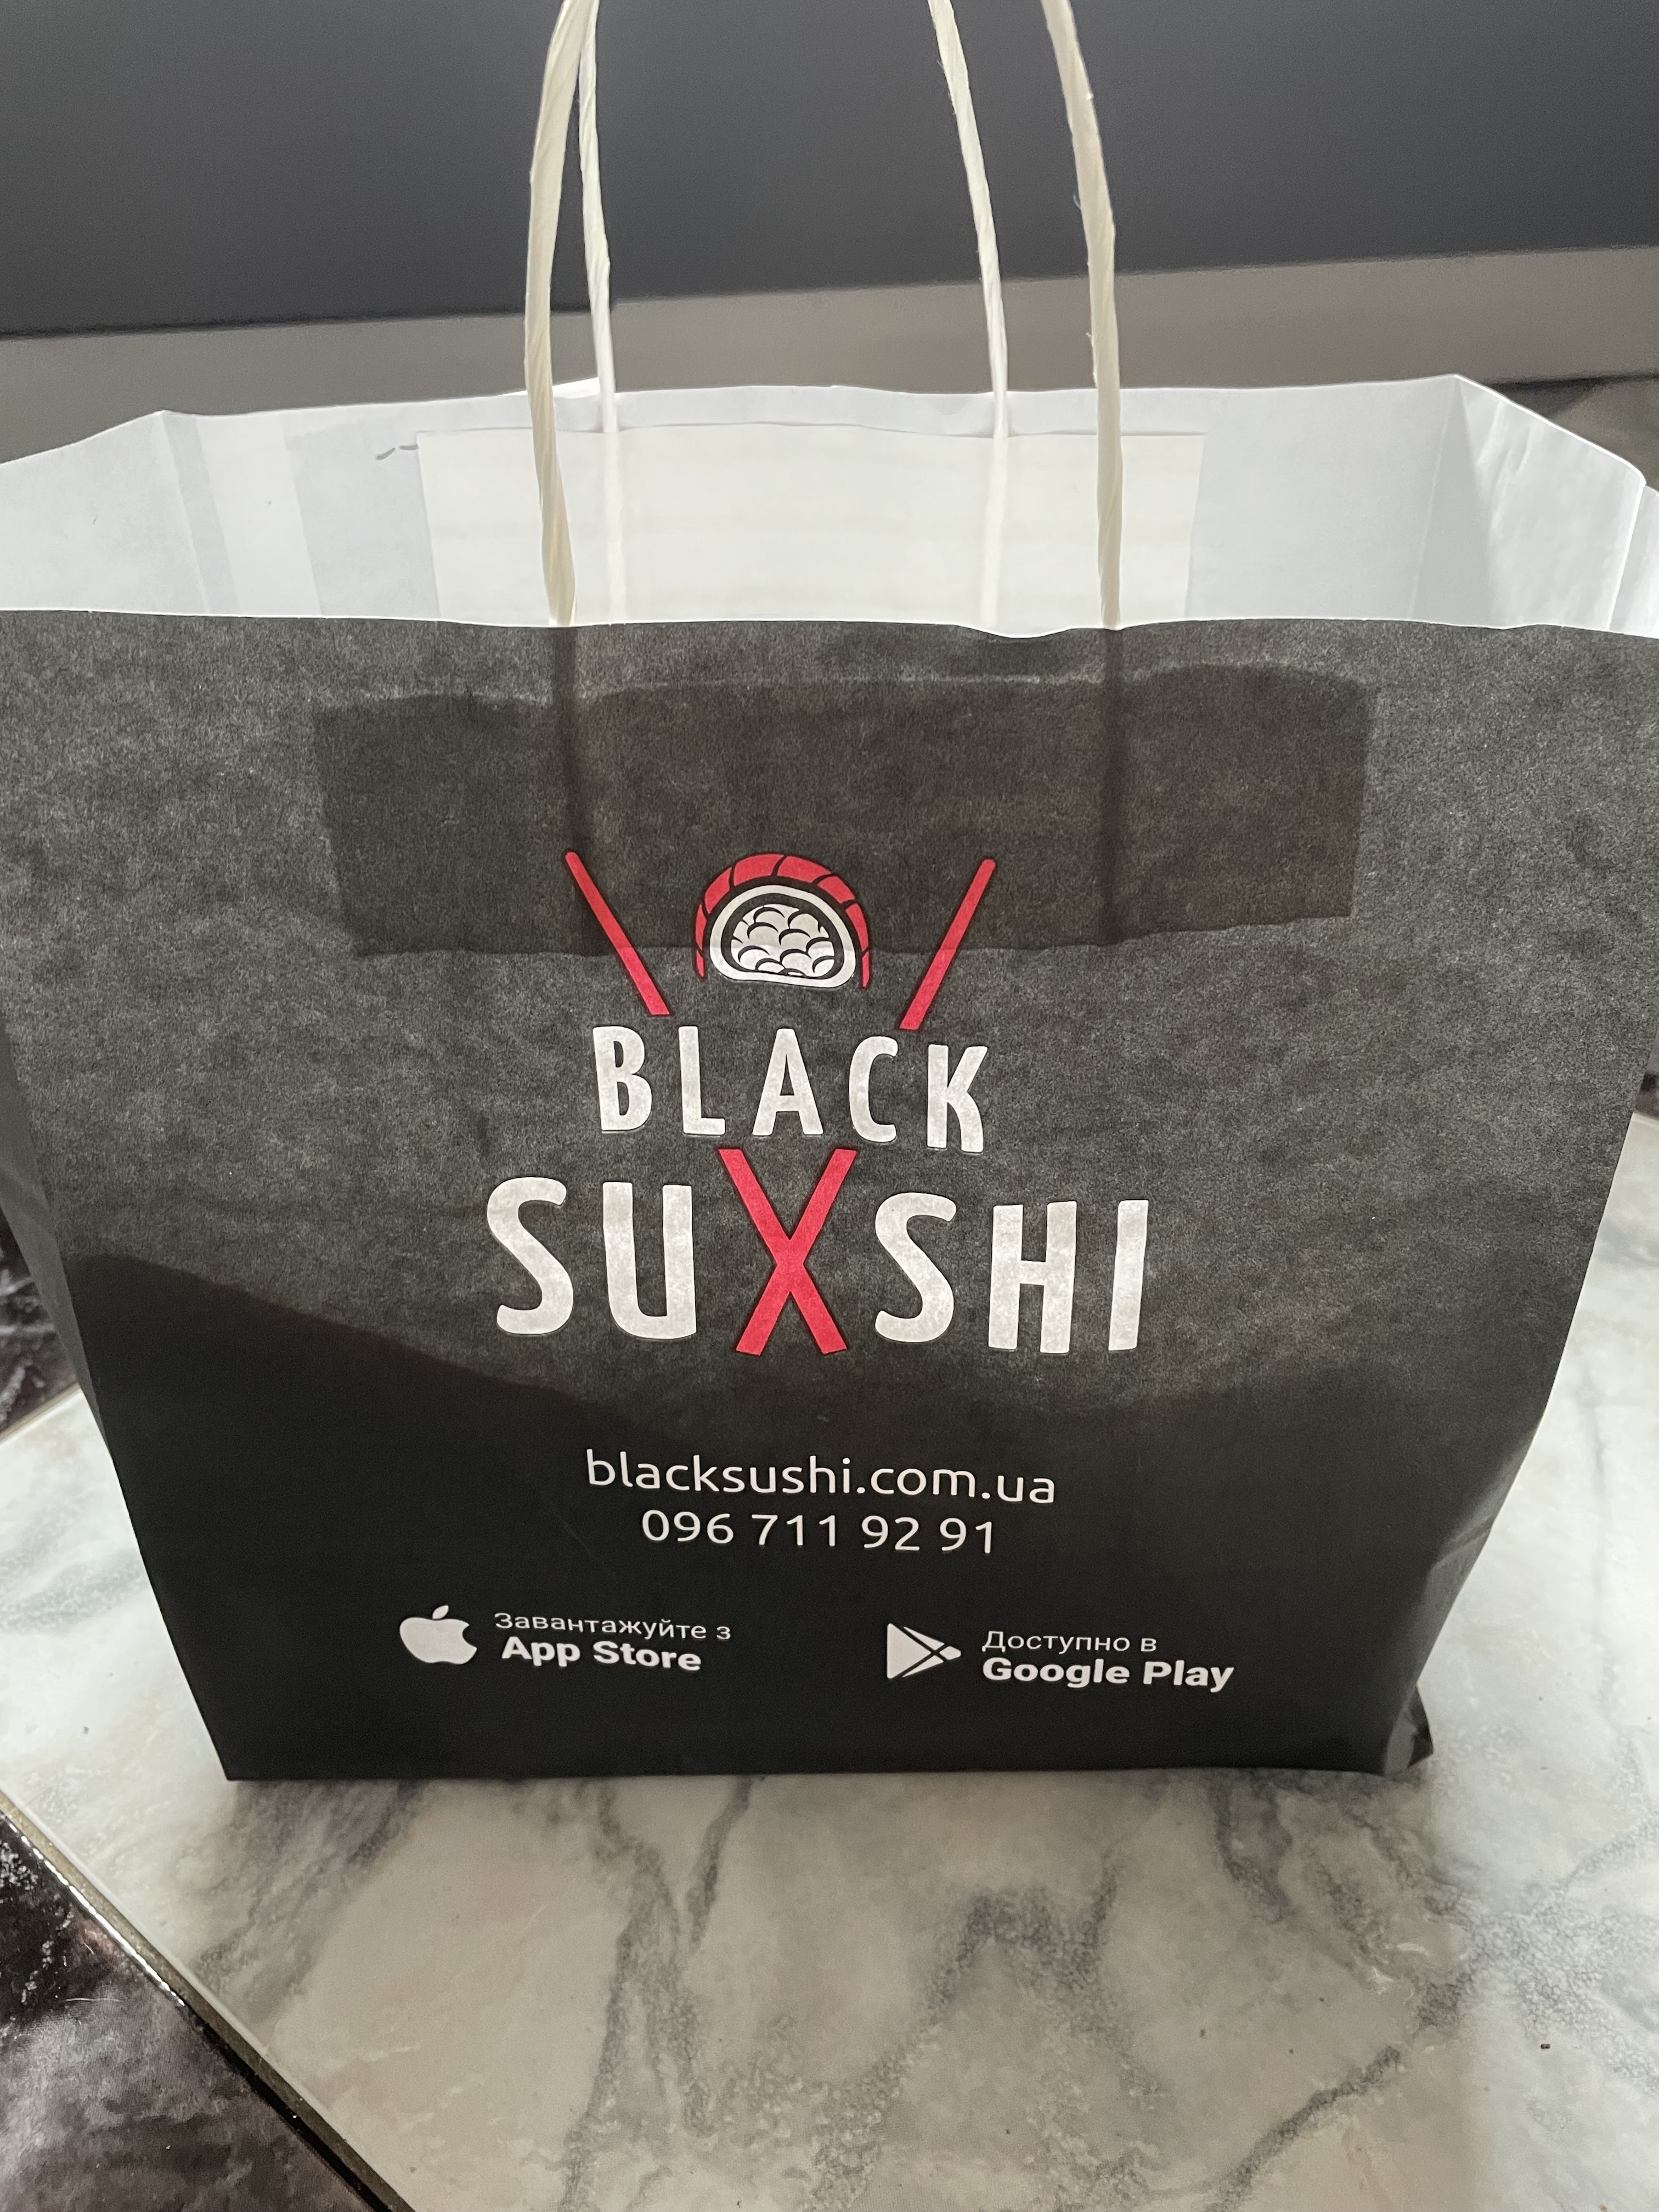 BLACK
SUXSHI
blacksushi.com.ua
096 711 92 91
Завантажуйте з
App Store
Доступно в
Google Play